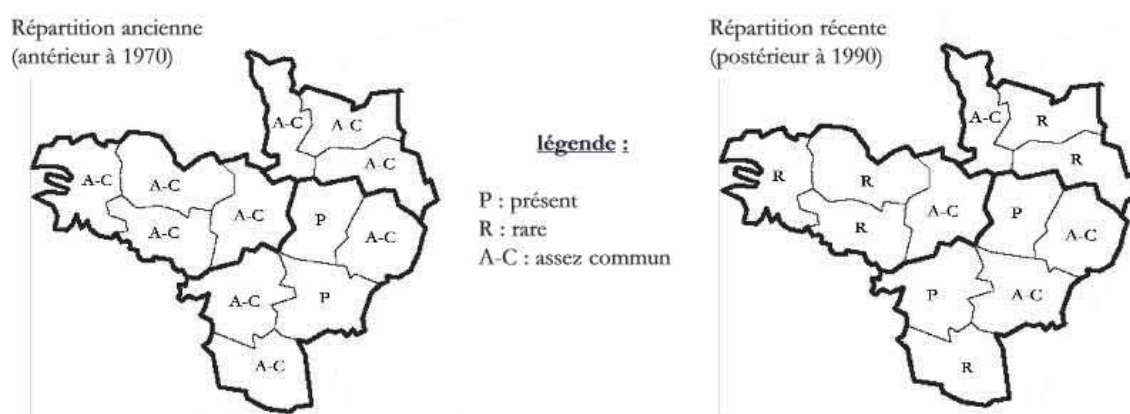 Répartition ancienne
(antérieur à 1970)
A-C
A-C
A-C
A-C
A-C
A-C
A-C
P
A-C
A-C
P
A-C
légende :
P : présent
R : rare
A-C : assez commun
Répartition récente
(postérieur à 1990)
A-C
R
R
R
R
R
A-C
P
A-C
P
A-C
R